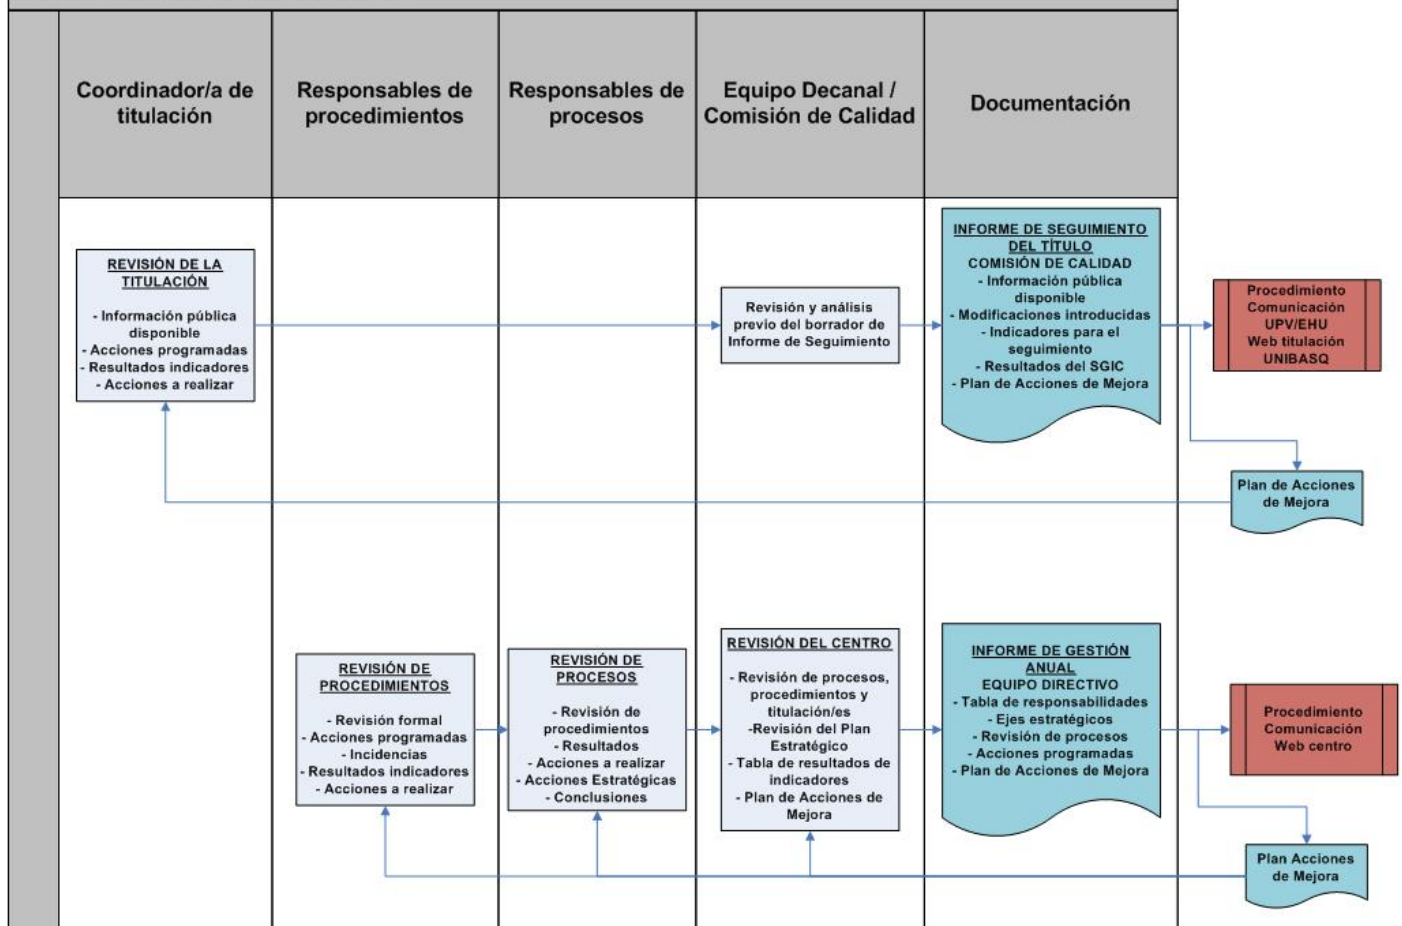 Coordinador/a de
titulación
Responsables de
procedimientos
Responsables de
procesos
Equipo Decanal /
Comisión de Calidad
Documentación
REVISIÓN DE LA
TITULACIÓN
- Información pública
disponible
- Acciones programadas
- Resultados indicadores
- Acciones a realizar
Revisión y análisis
previo del borrador de
Informe de Seguimiento
INFORME DE SEGUIMIENTO
DEL TÍTULO
COMISIÓN DE CALIDAD
- Información pública
disponible
- Modificaciones introducidas
- Indicadores para el
seguimiento
- Resultados del SGIC
- Plan de Acciones de Mejora
Procedimiento
Comunicación
UPV/EHU
Web titulación
UNIBASQ
Plan de Acciones
de Mejora
REVISIÓN DE
PROCEDIMIENTOS
- Revisión formal
- Acciones programadas
- Incidencias
- Resultados indicadores
- Acciones a realizar
REVISIÓN DE
PROCESOS
- Revisión de
procedimientos
- Resultados
- Acciones a realizar
- Acciones Estratégicas
- Conclusiones
REVISIÓN DEL CENTRO
- Revisión de procesos,
procedimientos y
titulación/es
-Revisión del Plan
Estratégico
- Tabla de resultados de
indicadores
- Plan de Acciones de
Mejora
INFORME DE GESTIÓN
ANUAL
EQUIPO DIRECTIVO
- Tabla de responsabilidades
- Ejes estratégicos
- Revisión de procesos
- Acciones programadas
- Plan de Acciones de Mejora
Procedimiento
Comunicación
Web centro
Plan Acciones
de Mejora